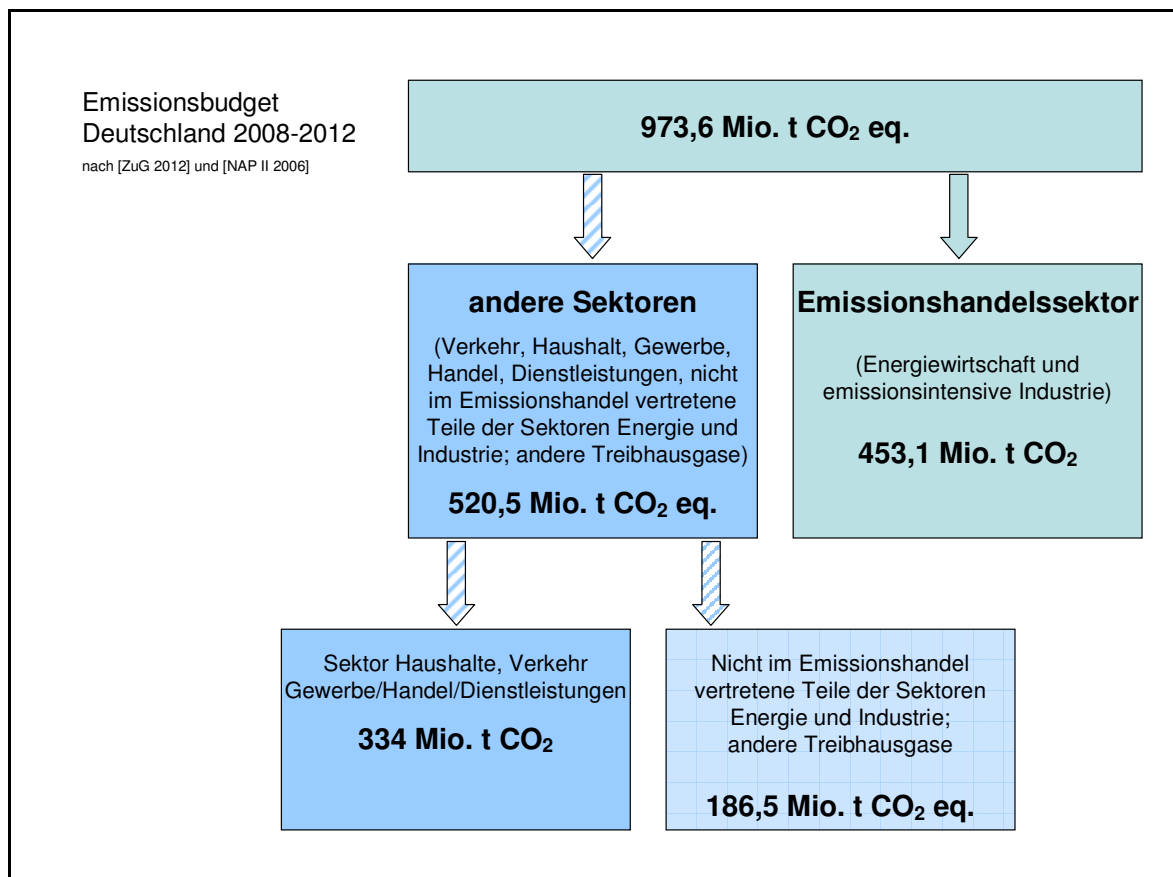 Emissionsbudget
Deutschland 2008-2012
nach [ZuG 2012] und [NAP II 2006]
973,6 Mio. t CO₂ eq.
andere Sektoren
(Verkehr, Haushalt, Gewerbe,
Handel, Dienstleistungen, nicht
im Emissionshandel vertretene
Teile der Sektoren Energie und
Industrie; andere Treibhausgase)
520,5 Mio. t CO₂ eq.
Emissionshandelssektor
(Energiewirtschaft und
emissionsintensive Industrie)
453,1 Mio. t CO₂
Sektor Haushalte, Verkehr
Gewerbe/Handel/Dienstleistungen
334 Mio. t CO₂
Nicht im Emissionshandel
vertretene Teile der Sektoren
Energie und Industrie;
andere Treibhausgase
186,5 Mio. t CO₂ eq.